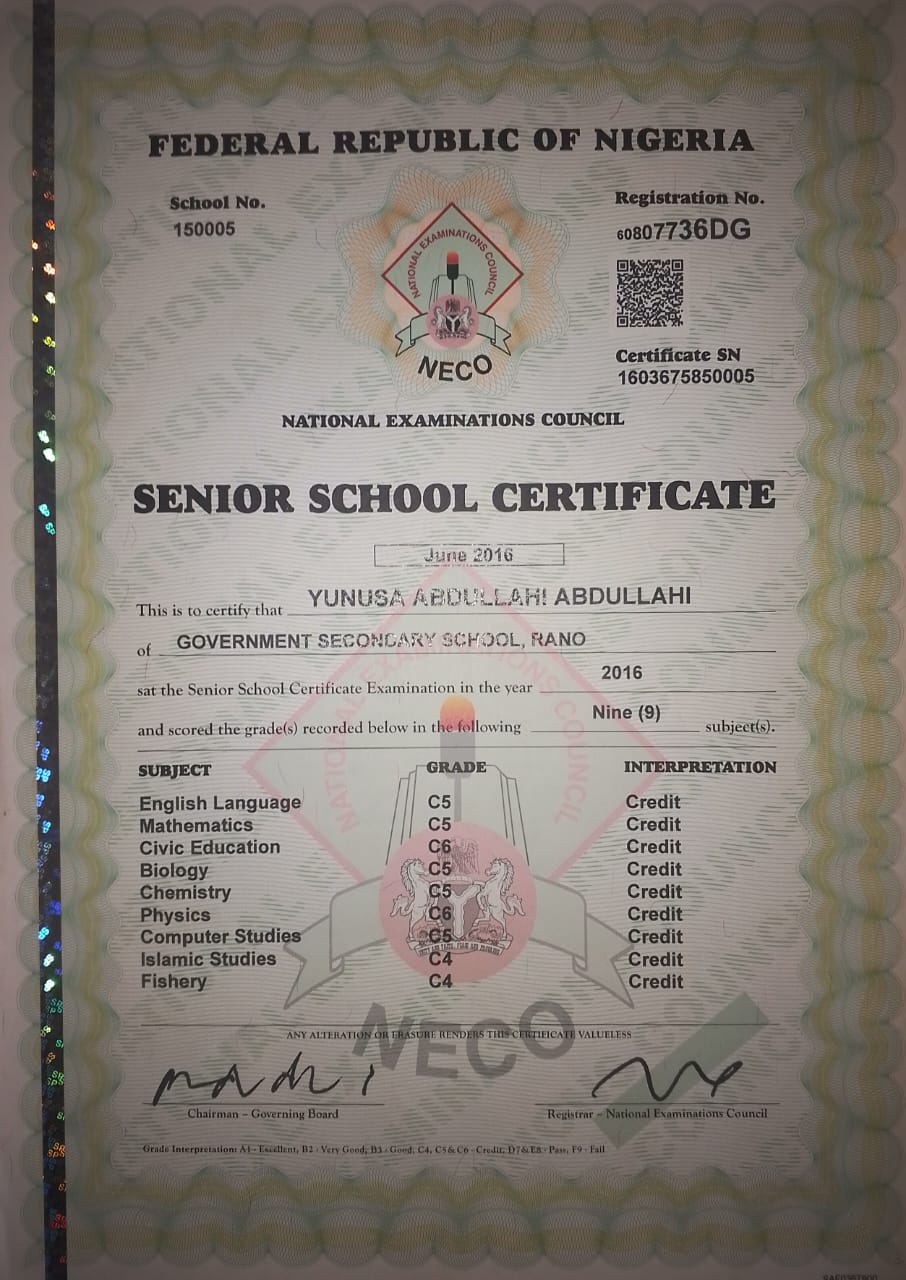 FEDERAL REPUBLIC OF NIGERIA
School No.
150005
Registration No.
60807736DG
NATIONAL EXAMINATIONS COUNCIL
NECO
Certificate SN
1603675850005
NATIONAL EXAMINATIONS COUNCIL
SENIOR SCHOOL CERTIFICATE
June 2016
This is to certify that YUNUSA ABDULLAHI ABDULLAHI
of GOVERNMENT SECONDARY SCHOOL, RANO
sat the Senior School Certificate Examination in the year 2016
and scored the grade(s) recorded below in the following Nine (9) subject(s).
SUBJECT GRADE INTERPRETATION
English Language C5 Credit
Mathematics C5 Credit
Civic Education C6 Credit
Biology C5 Credit
Chemistry C5 Credit
Physics C6 Credit
Computer Studies C5 Credit
Islamic Studies C4 Credit
Fishery C4 Credit
NATIONAL EXAMINATIONS COUNCIL
NECO
ANY ALTERATION OR ERASURE RENDERS THIS CERTIFICATE VALUELESS
Chairman – Governing Board
Registrar – National Examinations Council
Grade Interpretation: A1 - Excellent, B2 - Very Good, B3 - Good, C4, C5 & C6 - Credit, D7 & E8 - Pass, F9 - Fail